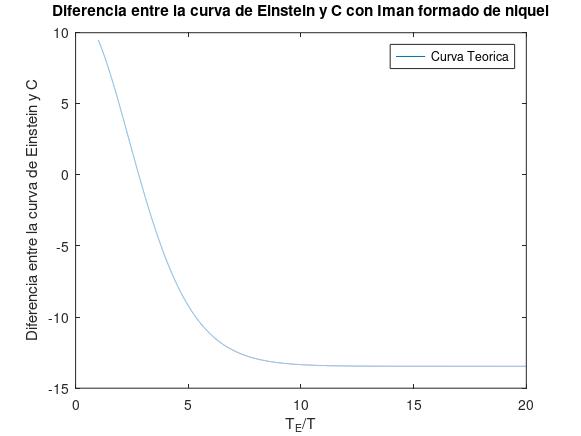 Diferencia entre la curva de Einstein y C con Iman formado de niquel
Curva Teorica
Diferencia entre la curva de Einstein y C
10
5
0
-5
-10
-15
0
5
10
15
20
T_E/T